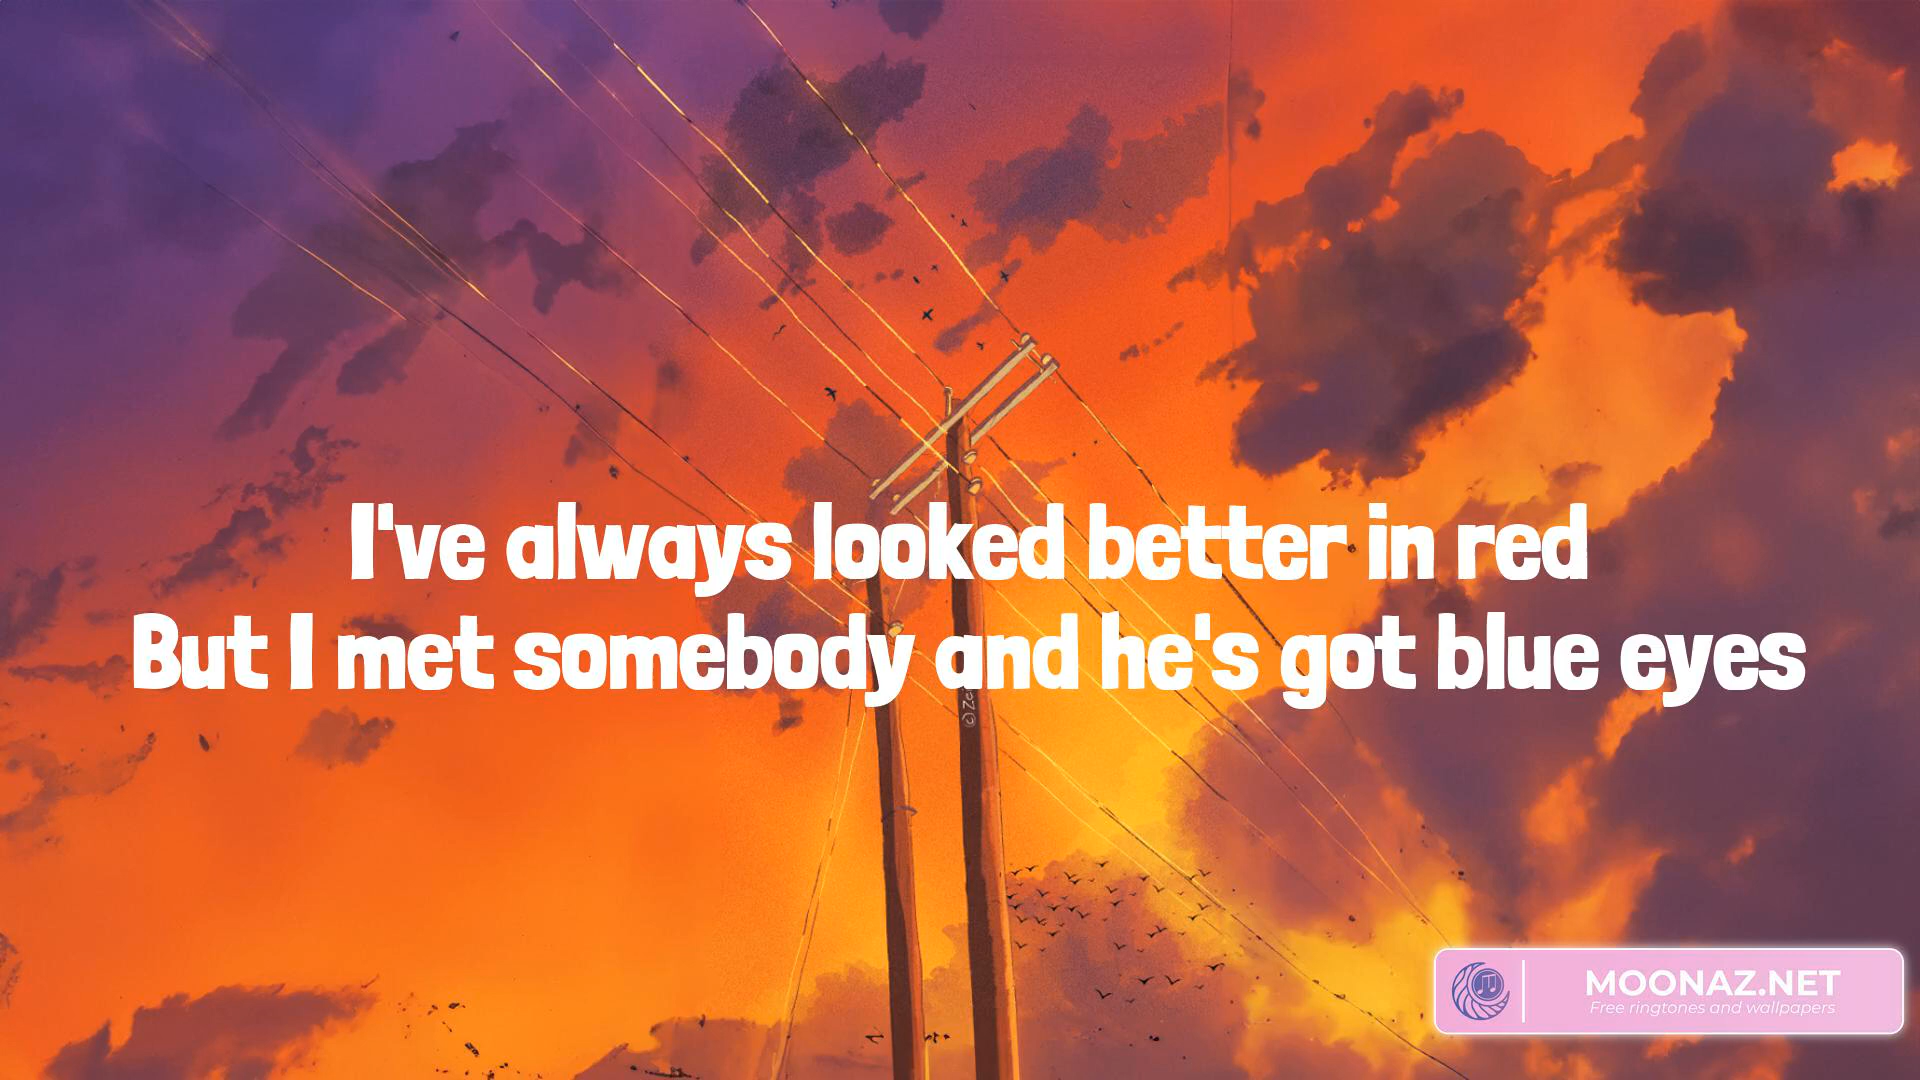 I've always looked better in red
But I met somebody and he's got blue eyes
MOONAZ.NET
Free ringtones and wallpapers